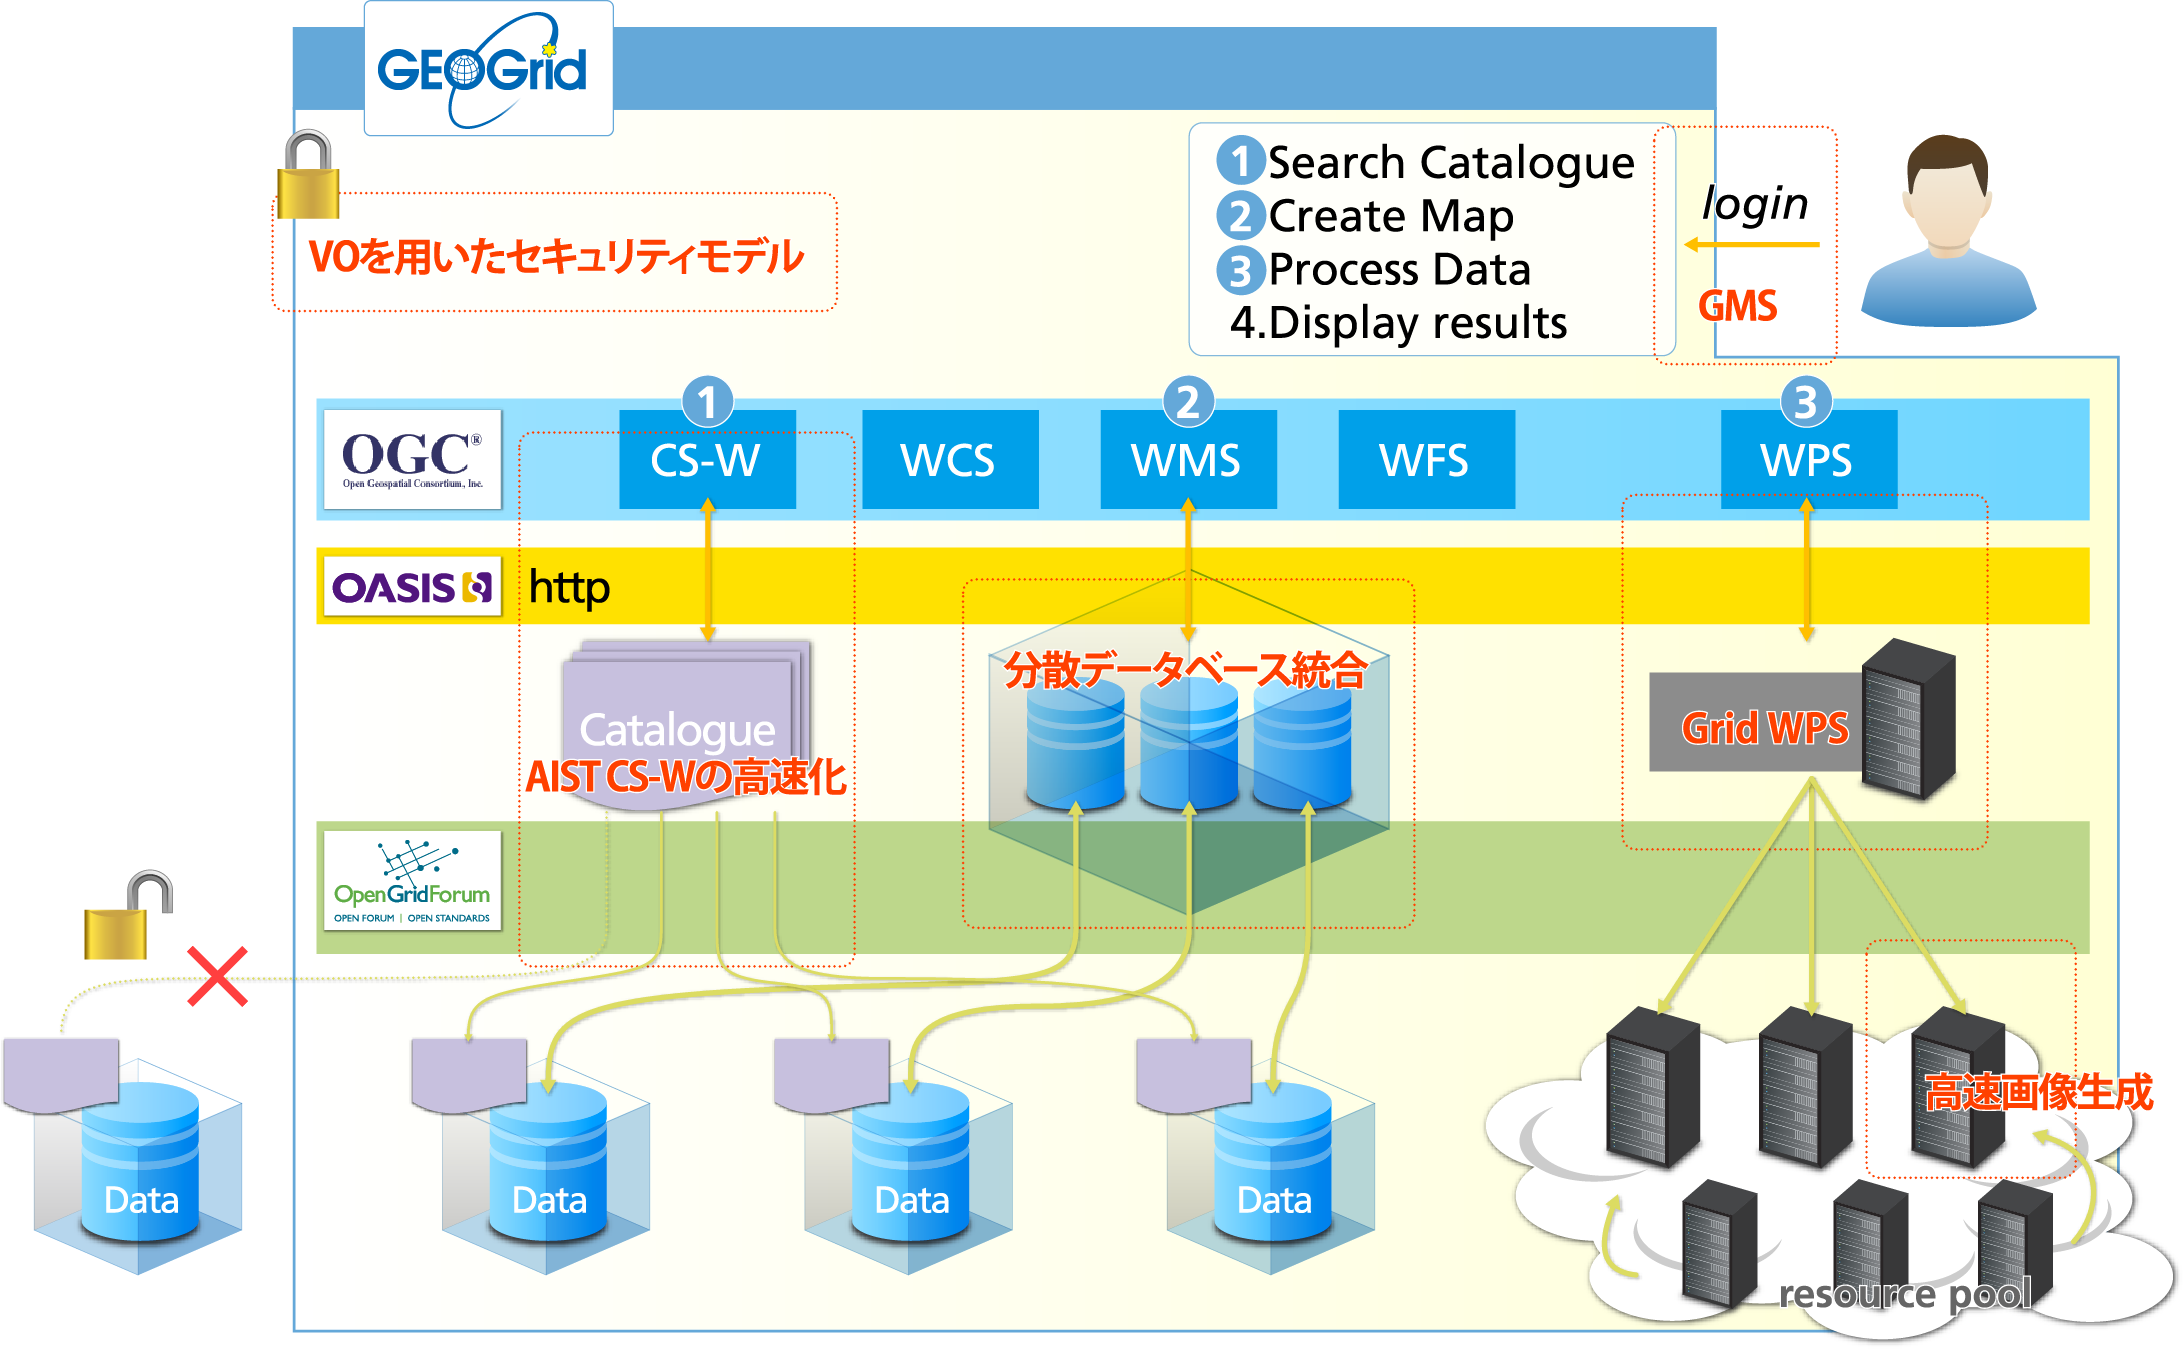 GEOGrid
1 Search Catalogue
2 Create Map
3 Process Data
4.Display results
login
GMS
VOを用いたセキュリティモデル
1
2
3
OGC®
Open Geospatial Consortium, Inc.
CS-W
WCS
WMS
WFS
WPS
OASIS
http
分散データベース統合
Catalogue
AIST CS-Wの高速化
Grid WPS
OpenGridForum
OPEN FORUM | OPEN STANDARDS
高速画像生成
Data
Data
Data
Data
resource pool